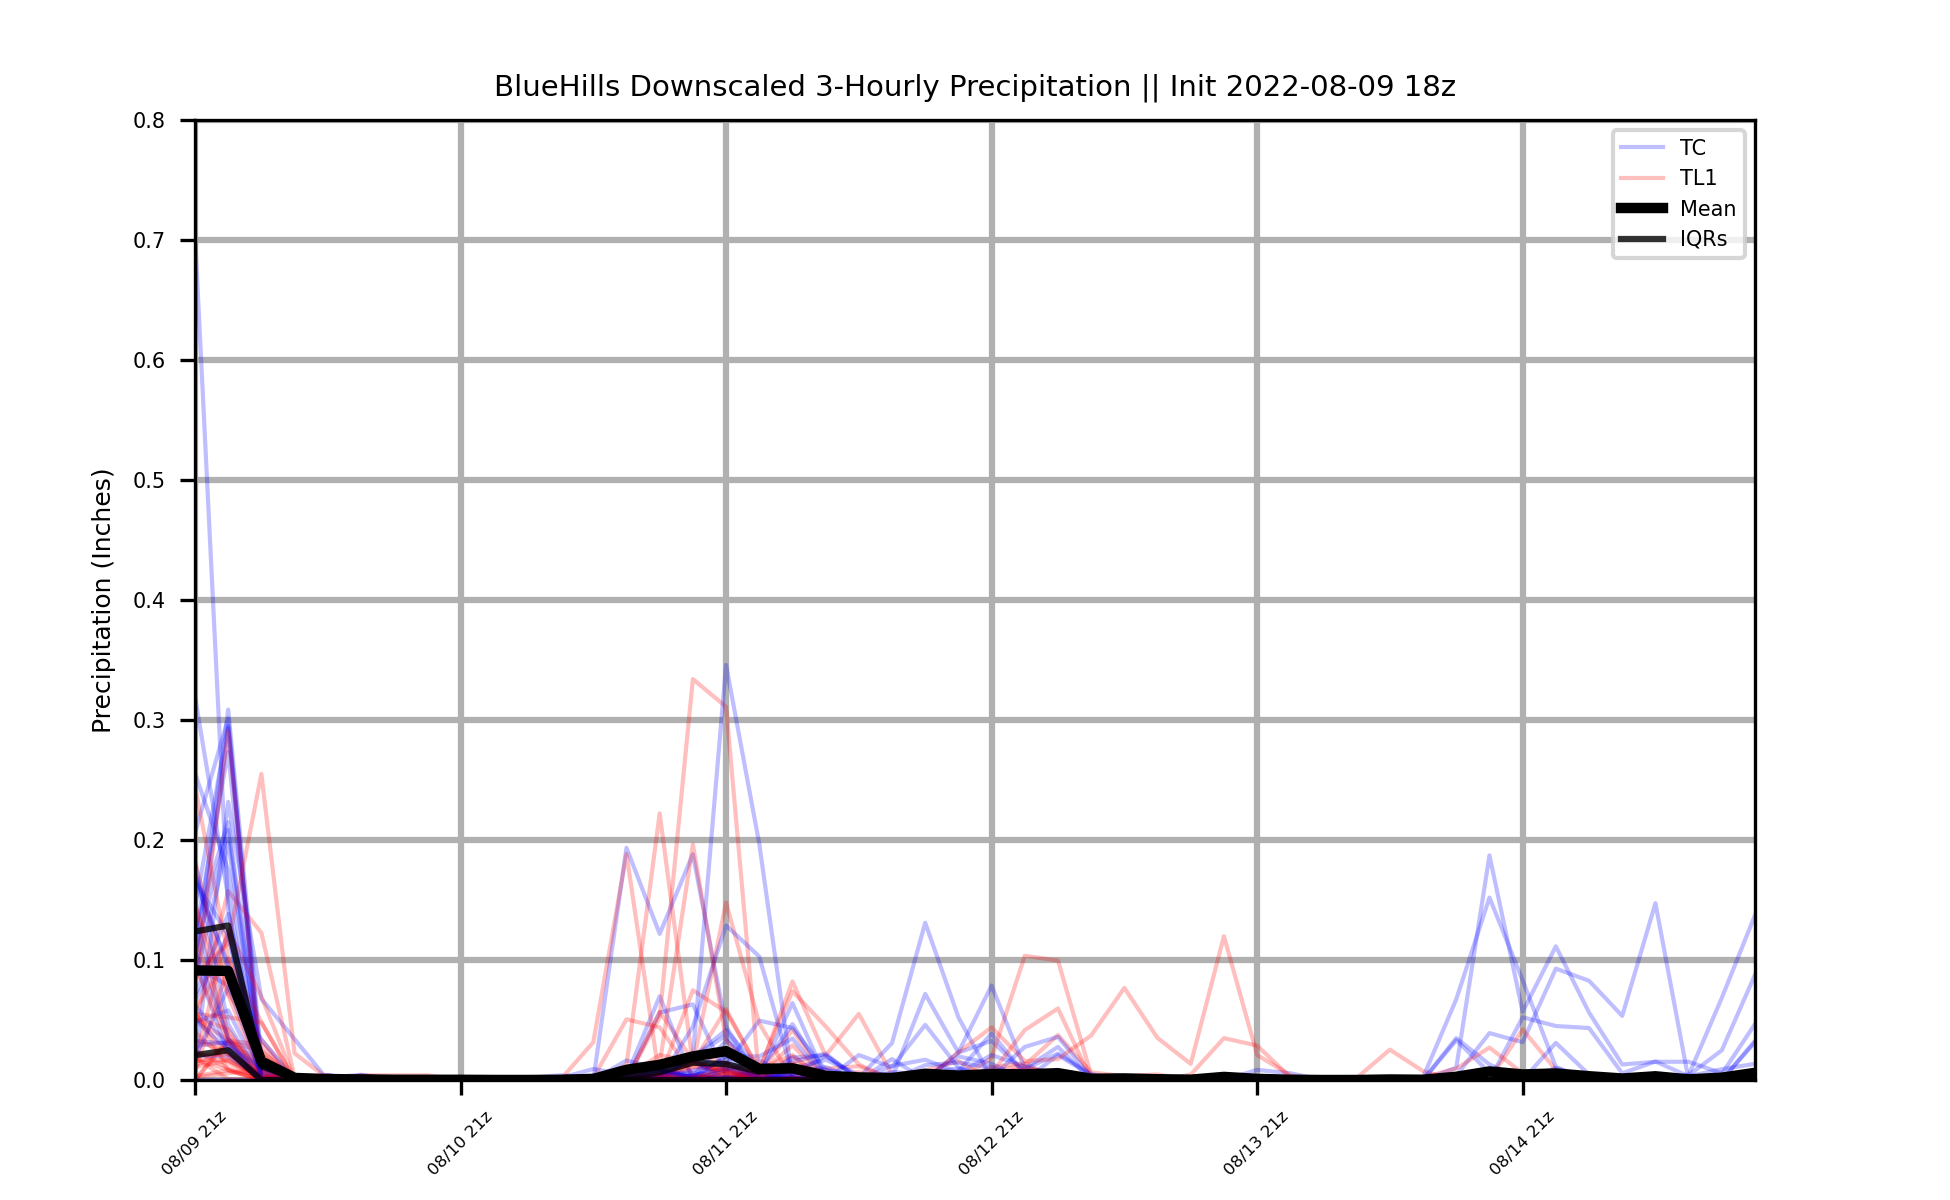 BlueHills Downscaled 3-Hourly Precipitation || Init 2022-08-09 18z
Precipitation (Inches)
0.8
0.7
0.6
0.5
0.4
0.3
0.2
0.1
0.0
TC
TL1
Mean
IQRs
08/09 21z
08/10 21z
08/11 21z
08/12 21z
08/13 21z
08/14 21z